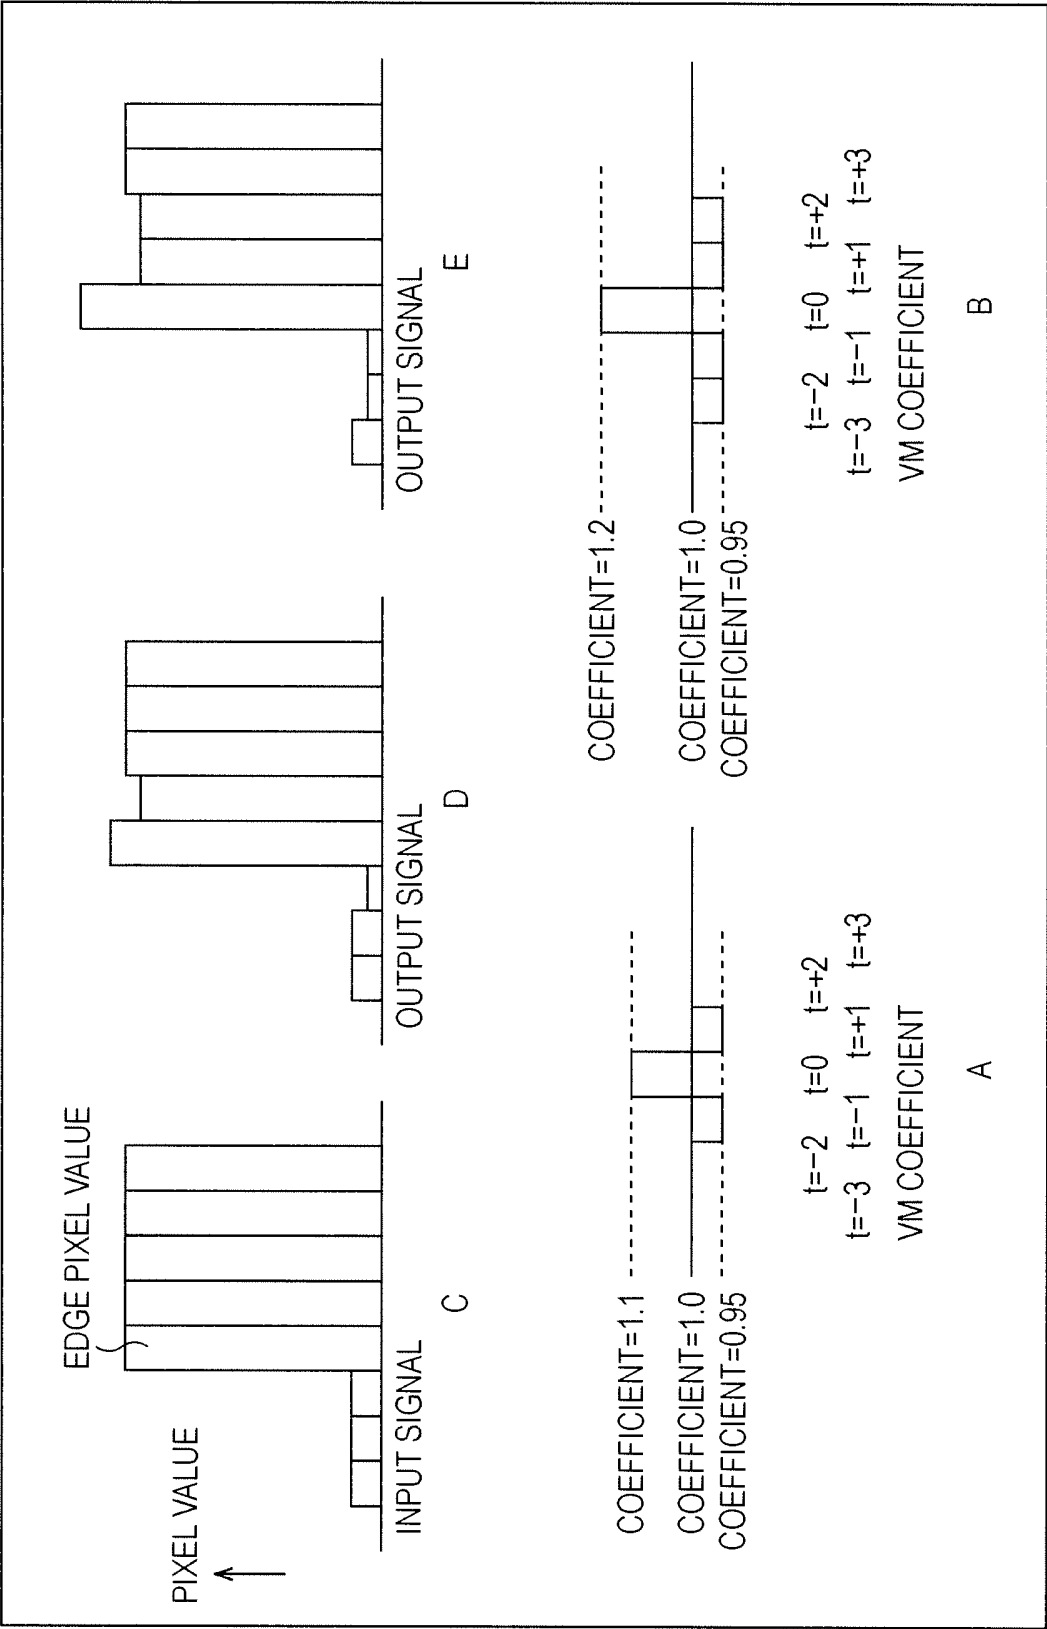 PIXEL VALUE
EDGE PIXEL VALUE
INPUT SIGNAL
C
OUTPUT SIGNAL
D
OUTPUT SIGNAL
E
COEFFICIENT=1.1
COEFFICIENT=1.0
COEFFICIENT=0.95
t=−2 t=0 t=+2
t=−3 t=−1 t=+1 t=+3
VM COEFFICIENT
A
COEFFICIENT=1.2
COEFFICIENT=1.0
COEFFICIENT=0.95
t=−2 t=0 t=+2
t=−3 t=−1 t=+1 t=+3
VM COEFFICIENT
B